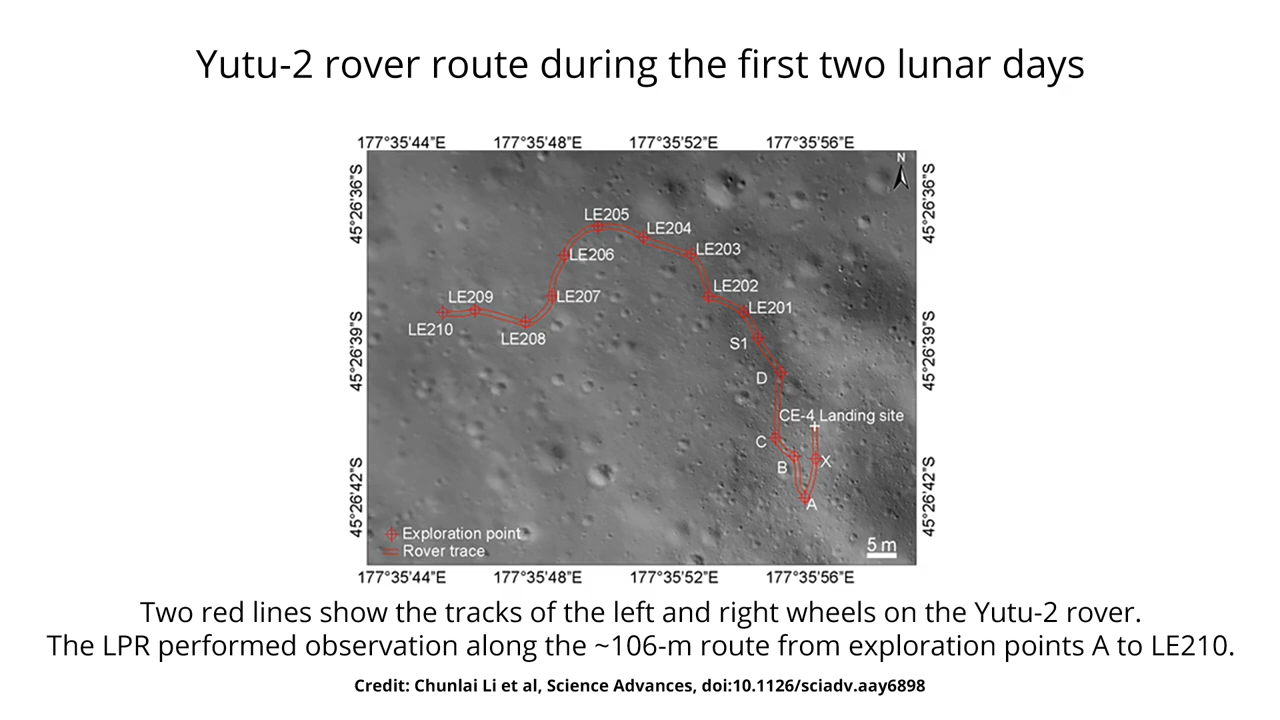 Yutu-2 rover route during the first two lunar days
177°35'44"E 177°35'48"E 177°35'52"E 177°35'56"E
N
45°26'36"S
45°26'36"S
LE205
LE204
LE203
LE206
LE202
LE207
LE209
LE201
LE210
LE208
S1
45°26'39"S
45°26'39"S
D
CE-4 Landing site
C
B
X
A
45°26'42"S
45°26'42"S
Exploration point
Rover trace
5 m
177°35'44"E 177°35'48"E 177°35'52"E 177°35'56"E
Two red lines show the tracks of the left and right wheels on the Yutu-2 rover.
The LPR performed observation along the ~106-m route from exploration points A to LE210.
Credit: Chunlai Li et al, Science Advances, doi:10.1126/sciadv.aay6898